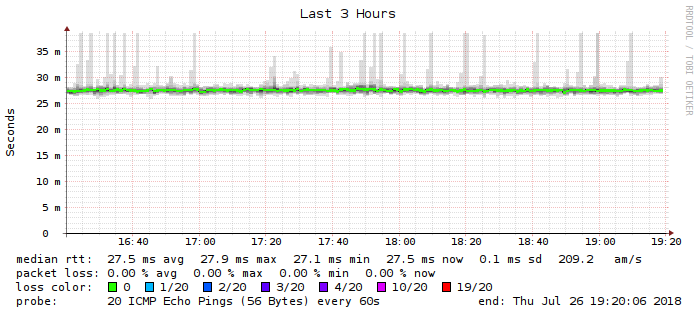 Last 3 Hours
RRDTOOL / TOBI OETIKER
Seconds
35 m
30 m
25 m
20 m
15 m
10 m
5 m
0
16:40 17:00 17:20 17:40 18:00 18:20 18:40 19:00 19:20
median rtt: 27.5 ms avg 27.9 ms max 27.1 ms min 27.5 ms now 0.1 ms sd 209.2 am/s
packet loss: 0.00 % avg 0.00 % max 0.00 % min 0.00 % now
loss color: 0 1/20 2/20 3/20 4/20 10/20 19/20
probe: 20 ICMP Echo Pings (56 Bytes) every 60s end: Thu Jul 26 19:20:06 2018